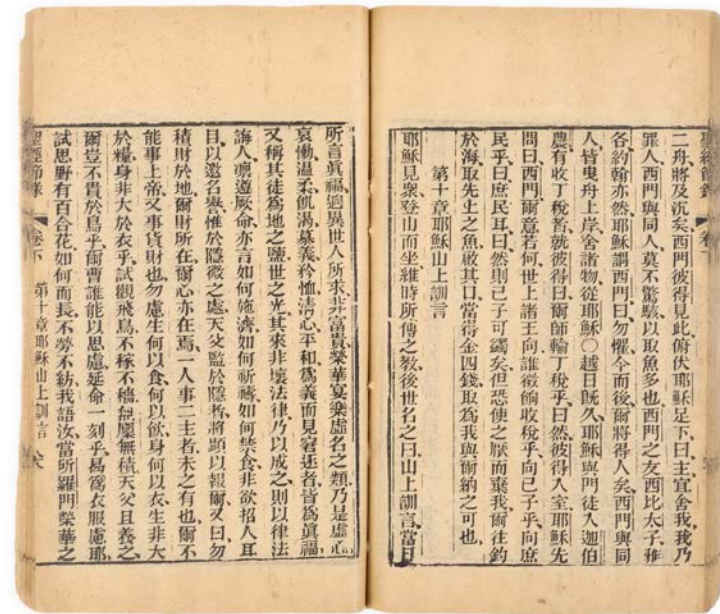 二舟將及沉矣西門彼得見此俯伏耶穌足下曰主宜舍我我乃
罪人西門與同人莫不驚駭以取魚多也西門之友西比太子雅
各約翰亦然耶穌謂西門曰勿懼今而後爾將得人矣西門與同
人皆曳舟上岸舍諸物從耶穌〇越日旣久耶穌與門徒入迦伯
農有收丁稅者就彼得曰爾師輸丁稅乎曰然彼得入室耶穌先
問曰西門爾意若何世上諸王向誰徵餉收稅乎向己子乎向庶
民乎曰庶民耳曰然則己子可蠲矣但恐使之厭而棄我爾往釣
於海取先上之魚啟其口當得金四錢取爲我與爾納之可也
第十章耶穌山上訓言
耶穌見衆登山而坐維時所傳之教後世名之曰山上訓言當日
所言眞福逈異世人所求非富貴榮華宴樂虛名之類乃是虛心
哀慟温柔飢渴慕義矜恤清心平和爲義而見窘逐者皆爲眞福
又稱其徒爲地之鹽世之光其來非壞法律乃以成之則以律法
誨人凜遵厥命亦言如何施濟如何祈禱如何禁食非欲招人耳
目以邀名譽惟於隱微之處天父監於隱者將顯以報爾又曰勿
積財於地爾財所在爾心亦在焉一人事二主者未之有也爾不
能事上帝又事貨財也勿慮生何以食何以飲身何以衣生非大
於糧身非大於衣乎試觀飛鳥不稼不穡無廩無積天父且養之
爾豈不貴於鳥乎爾曹誰能以思慮延命一刻乎曷爲衣服慮耶
試思野有百合花如何而長不勞不紡我語汝當所羅門榮華之
聖經節錄 卷下 第十章耶穌山上訓言